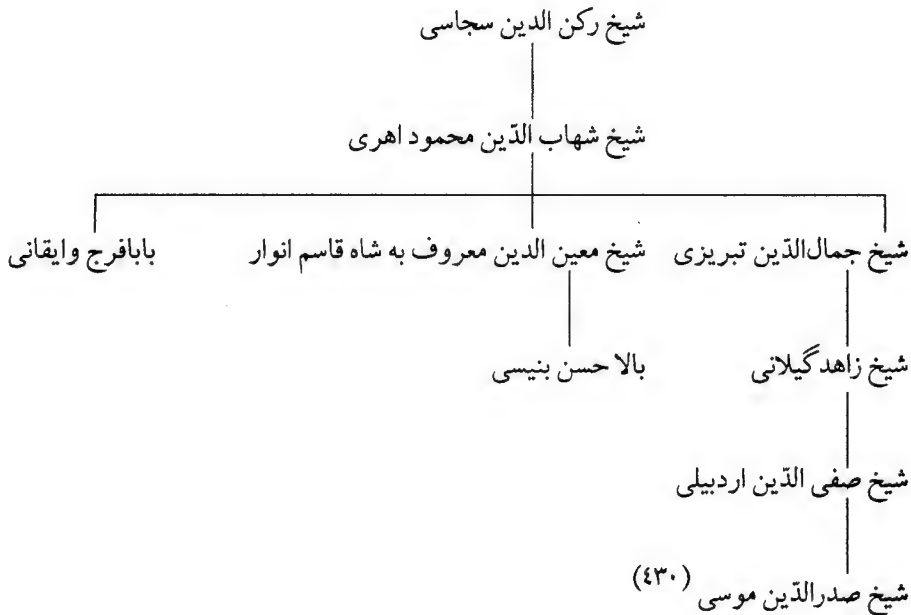 شیخ رکن الدین سجاسی
شیخ شهاب الدّین محمود اهری
شیخ جمال‌الدّین تبریزی شیخ معین الدین معروف به شاه قاسم انوار بابافرج وایقانی
شیخ زاهد گیلانی بالا حسن بنیسی
شیخ صفی الدّین اردبیلی
شیخ صدرالدّین موسی (٤٣٠)